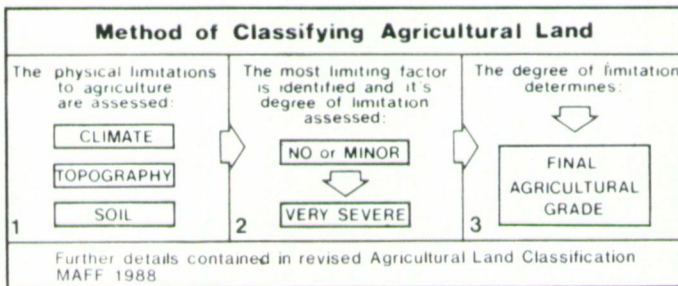 Method of Classifying Agricultural Land
The physical limitations
to agriculture
are assessed:
CLIMATE
TOPOGRAPHY
SOIL
1
The most limiting factor
is identified and it's
degree of limitation
assessed:
NO or MINOR
VERY SEVERE
2
The degree of limitation
determines:
FINAL
AGRICULTURAL
GRADE
3
Further details contained in revised Agricultural Land Classification
MAFF 1988